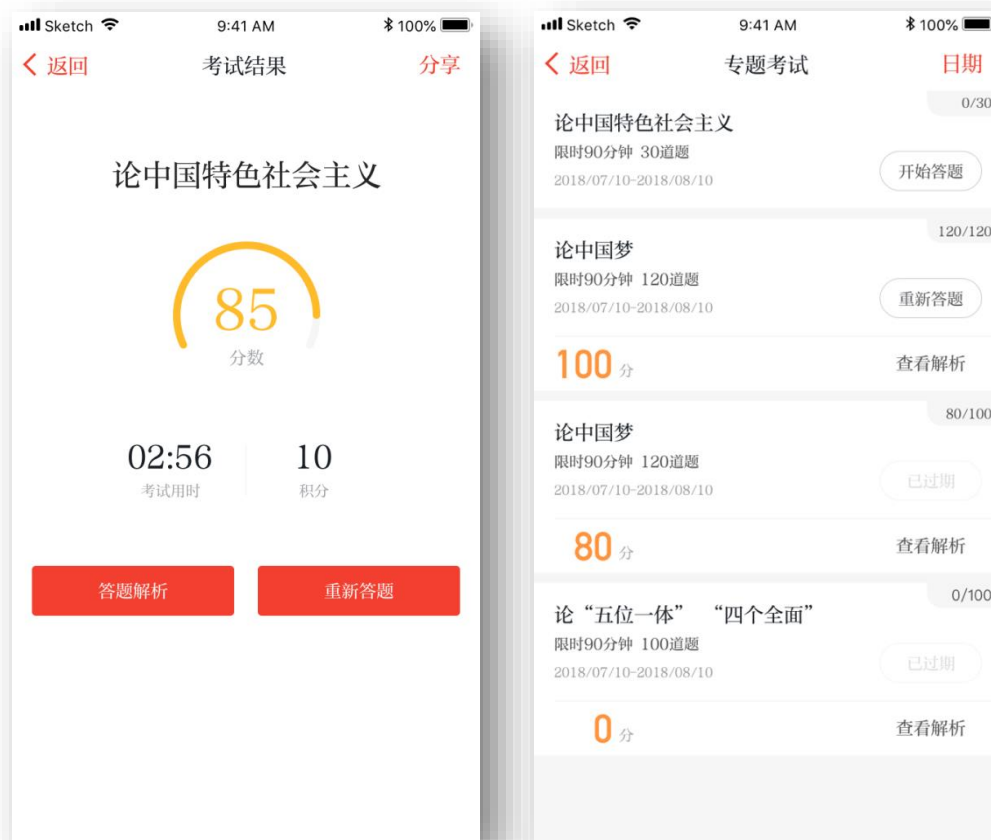 Sketch 9:41 AM 100%
返回 考试结果 分享
论中国特色社会主义
85
分数
02:56 10
考试用时 积分
答题解析 重新答题
Sketch 9:41 AM 100%
返回 专题考试 日期
0/30
论中国特色社会主义
限时90分钟 30道题
开始答题
2018/07/10-2018/08/10
120/120
论中国梦
限时90分钟 120道题
重新答题
2018/07/10-2018/08/10
100 分 查看解析
80/100
论中国梦
限时90分钟 120道题
已过期
2018/07/10-2018/08/10
80 分 查看解析
0/100
论“五位一体” “四个全面”
限时90分钟 100道题
已过期
2018/07/10-2018/08/10
0 分 查看解析